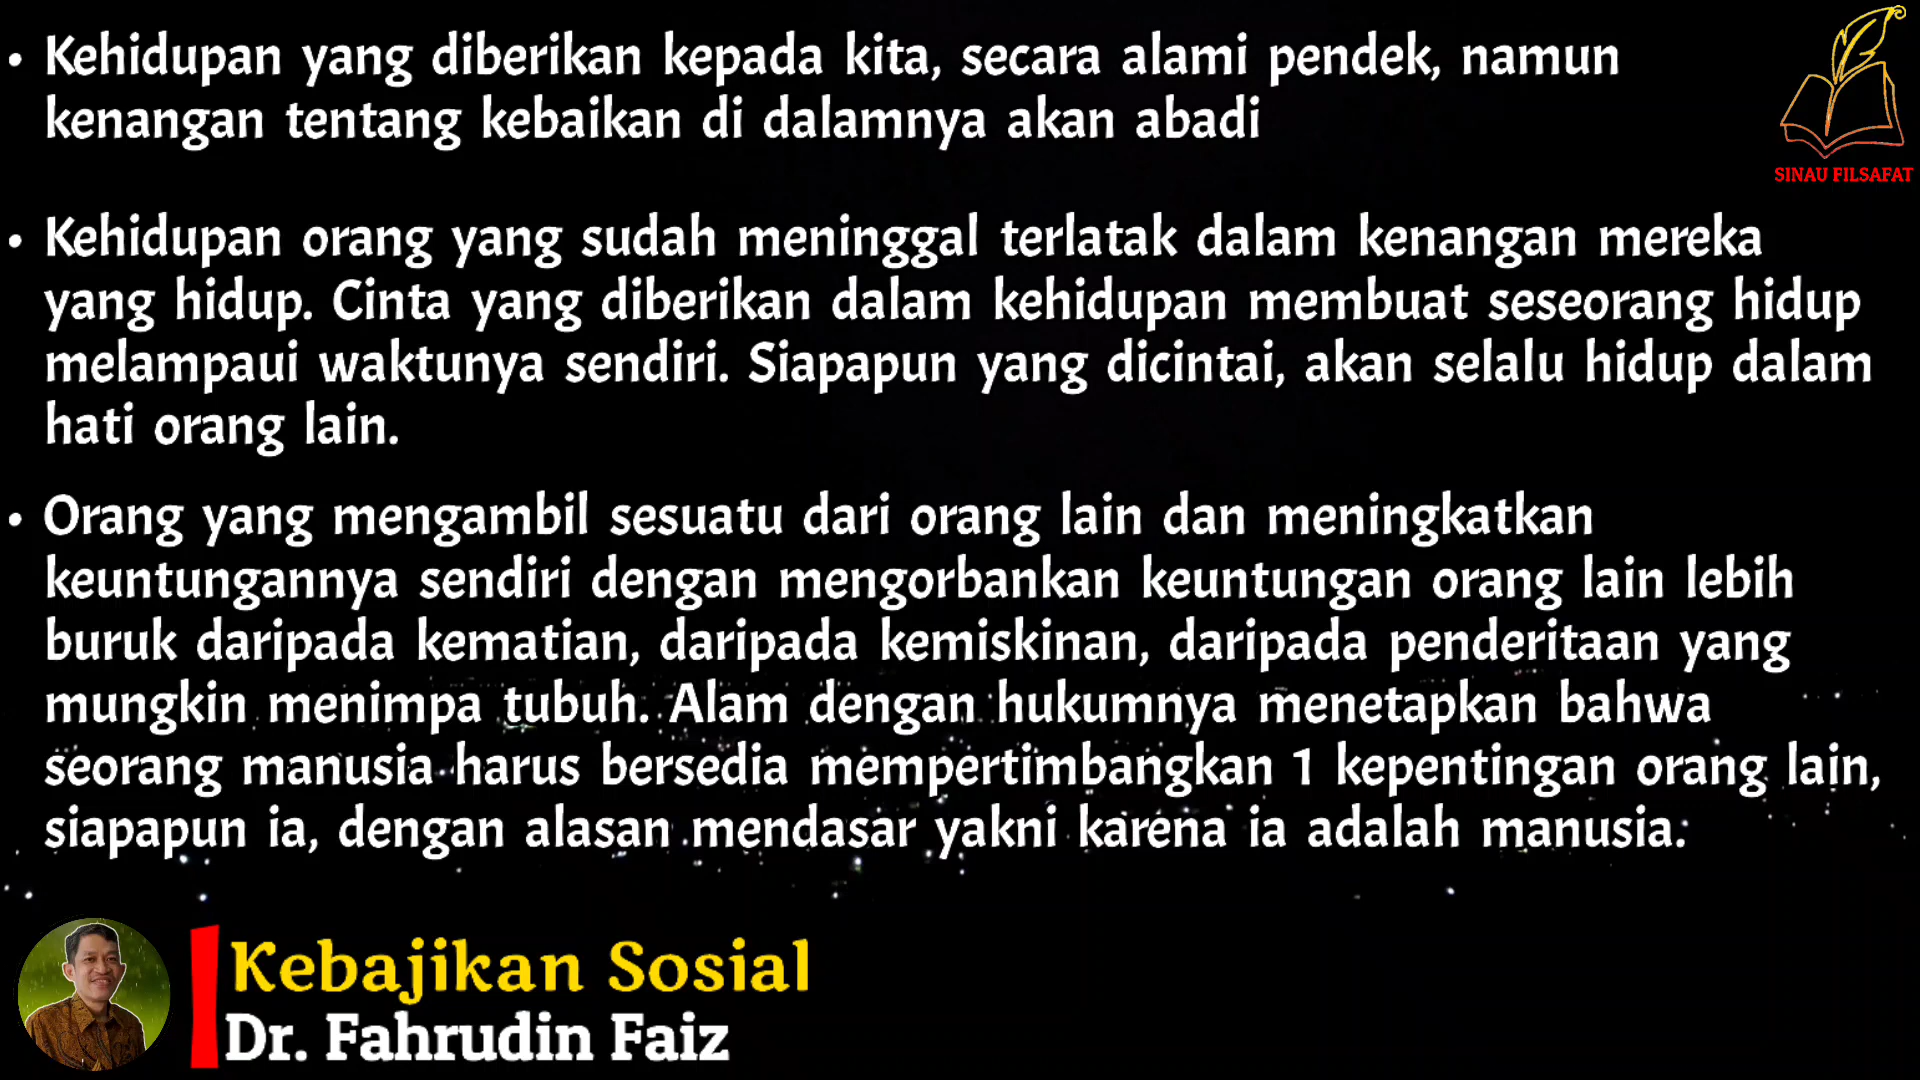 • Kehidupan yang diberikan kepada kita, secara alami pendek, namun
kenangan tentang kebaikan di dalamnya akan abadi
SINAU FILSAFAT
• Kehidupan orang yang sudah meninggal terlatak dalam kenangan mereka
yang hidup. Cinta yang diberikan dalam kehidupan membuat seseorang hidup
melampaui waktunya sendiri. Siapapun yang dicintai, akan selalu hidup dalam
hati orang lain.
• Orang yang mengambil sesuatu dari orang lain dan meningkatkan
keuntungannya sendiri dengan mengorbankan keuntungan orang lain lebih
buruk daripada kematian, daripada kemiskinan, daripada penderitaan yang
mungkin menimpa tubuh. Alam dengan hukumnya menetapkan bahwa
seorang manusia harus bersedia mempertimbangkan 1 kepentingan orang lain,
siapapun ia, dengan alasan mendasar yakni karena ia adalah manusia.
Kebajikan Sosial
Dr. Fahrudin Faiz